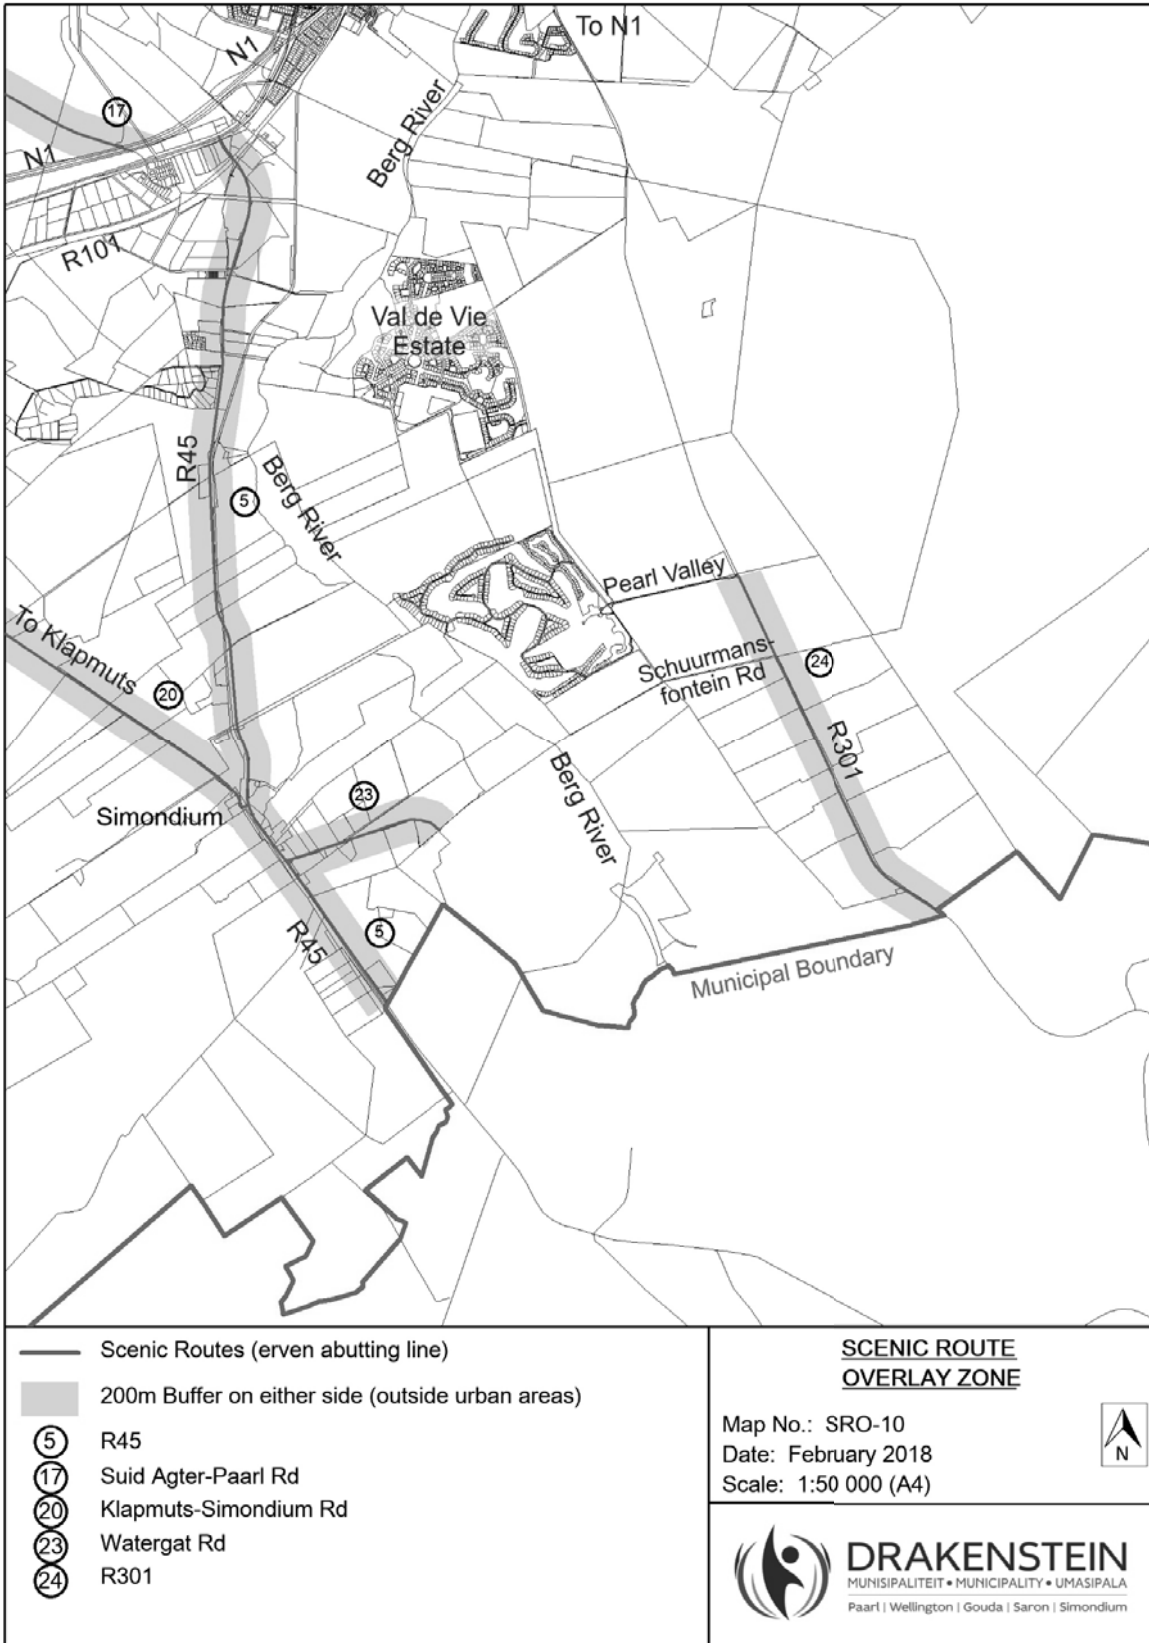 To N1
N1
Berg River
17
N1
R101
Val de Vie
Estate
R45
5
Berg River
Pearl Valley
To Klapmuts
20
Schuurmans-
fontein Rd
24
R301
23
Berg River
Simondium
R45
5
Municipal Boundary
Scenic Routes (erven abutting line)
200m Buffer on either side (outside urban areas)
5 R45
17 Suid Agter-Paarl Rd
20 Klapmuts-Simondium Rd
23 Watergat Rd
24 R301
SCENIC ROUTE
OVERLAY ZONE
Map No.: SRO-10
Date: February 2018
Scale: 1:50 000 (A4)
N
DRAKENSTEIN
MUNISIPALITEIT • MUNICIPALITY • UMASIPALA
Paarl | Wellington | Gouda | Saron | Simondium